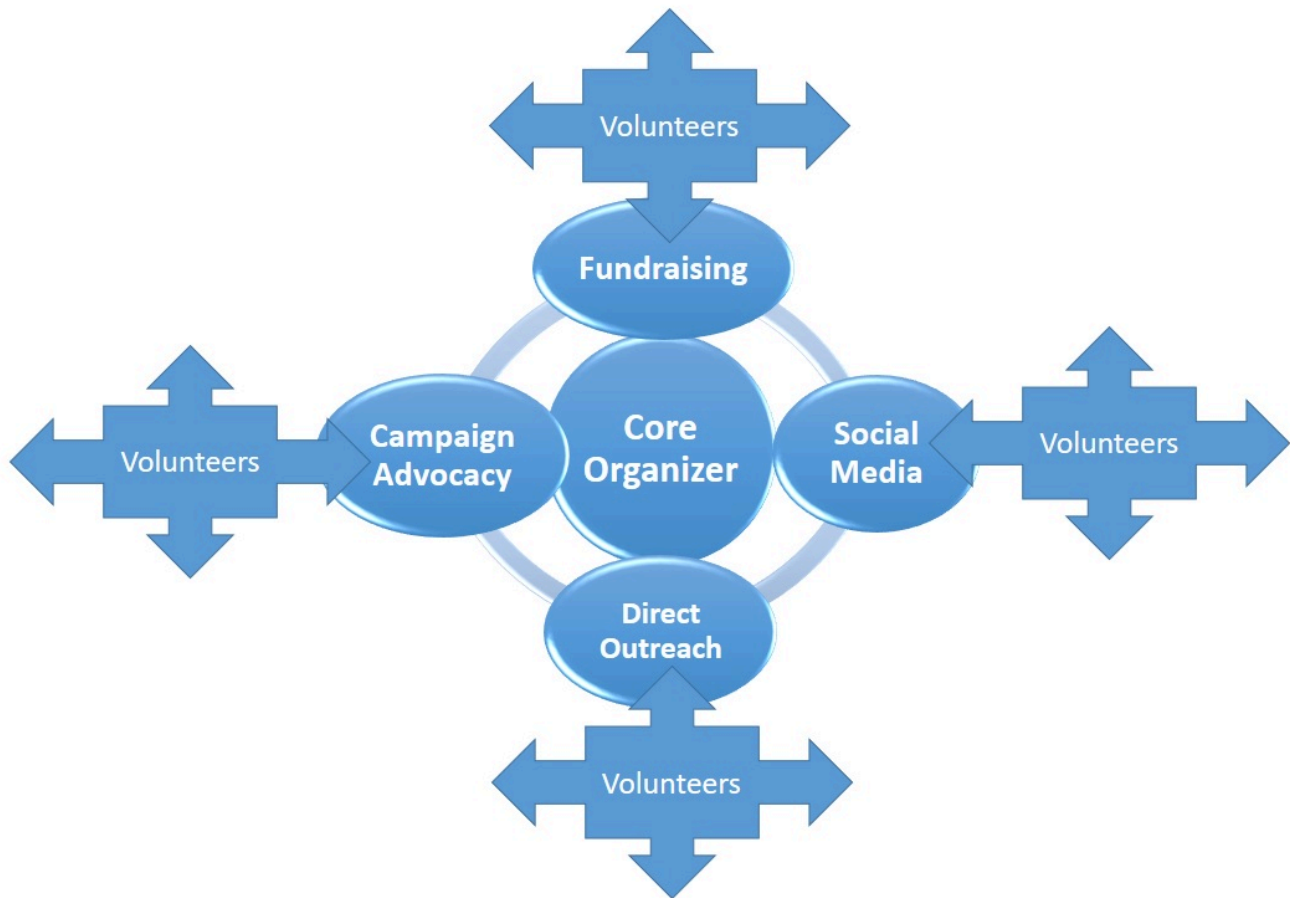 Volunteers
Fundraising
Volunteers
Campaign
Advocacy
Core
Organizer
Social
Media
Volunteers
Direct
Outreach
Volunteers